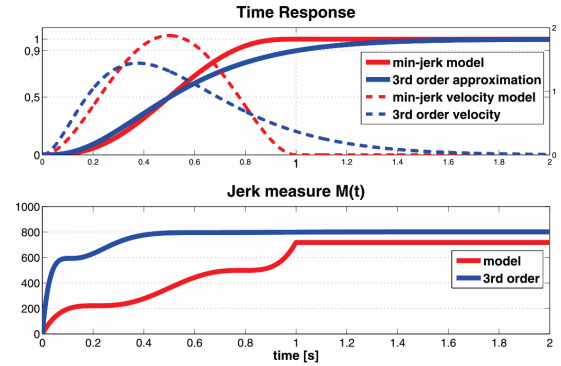 Time Response
1
0,9
0,5
0
2
1
0
min-jerk model
3rd order approximation
min-jerk velocity model
3rd order velocity
0 0.2 0.4 0.6 0.8 1 1.2 1.4 1.6 1.8 2
Jerk measure M(t)
1000
800
600
400
200
0
model
3rd order
0 0.2 0.4 0.6 0.8 1 1.2 1.4 1.6 1.8 2
time [s]